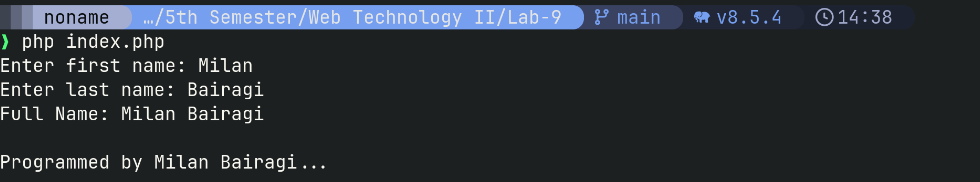 noname …/5th Semester/Web Technology II/Lab-9 main v8.5.4 14:38
❯ php index.php
Enter first name: Milan
Enter last name: Bairagi
Full Name: Milan Bairagi
Programmed by Milan Bairagi...